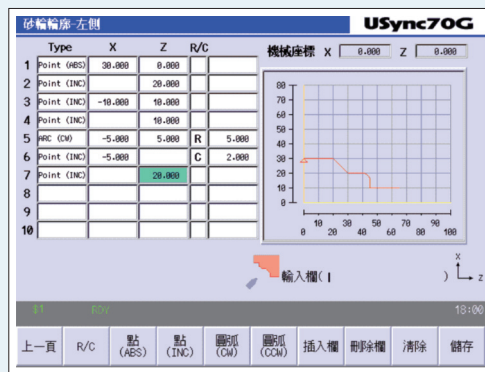 砂輪輪廓-左側 USync70G
Type X Z R/C
機械座標 X 0.000 Z 0.000
1 Point (ABS) 30.000 0.000
2 Point (INC) 20.000
3 Point (INC) -10.000 10.000
4 Point (INC) 10.000
5 ARC (CW) -5.000 5.000 R 5.000
6 Point (INC) -5.000 C 2.000
7 Point (INC) 20.000
8
9
10
80
70
60
50
40
30
20
10
0
10 30 50 70 90
0 20 40 60 80 100
輸入欄( )
X
Z
$1 RDY 18:00
上一頁 R/C 點 (ABS) 點 (INC) 圓弧 (CW) 圓弧 (CCW) 插入欄 刪除欄 清除 儲存